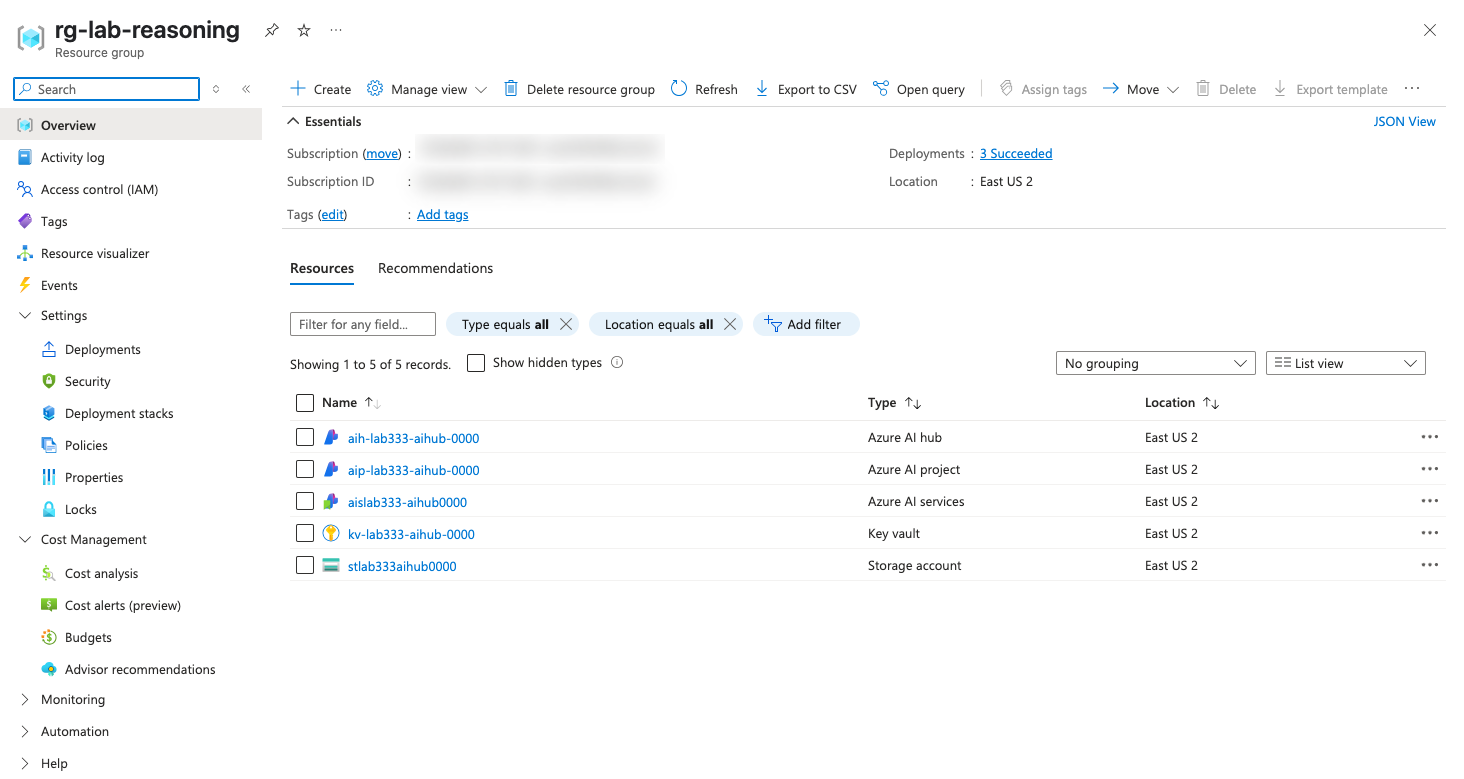 rg-lab-reasoning
Resource group
Search
Overview
Activity log
Access control (IAM)
Tags
Resource visualizer
Events
Settings
Deployments
Security
Deployment stacks
Policies
Properties
Locks
Cost Management
Cost analysis
Cost alerts (preview)
Budgets
Advisor recommendations
Monitoring
Automation
Help
Create Manage view Delete resource group Refresh Export to CSV Open query Assign tags Move Delete Export template
Essentials JSON View
Subscription (move) :
Subscription ID :
Tags (edit) : Add tags
Deployments : 3 Succeeded
Location : East US 2
Resources Recommendations
Filter for any field... Type equals all Location equals all Add filter
Showing 1 to 5 of 5 records. Show hidden types No grouping List view
Name Type Location
aih-lab333-aihub-0000 Azure AI hub East US 2
aip-lab333-aihub-0000 Azure AI project East US 2
aislab333-aihub0000 Azure AI services East US 2
kv-lab333-aihub-0000 Key vault East US 2
stlab333aihub0000 Storage account East US 2